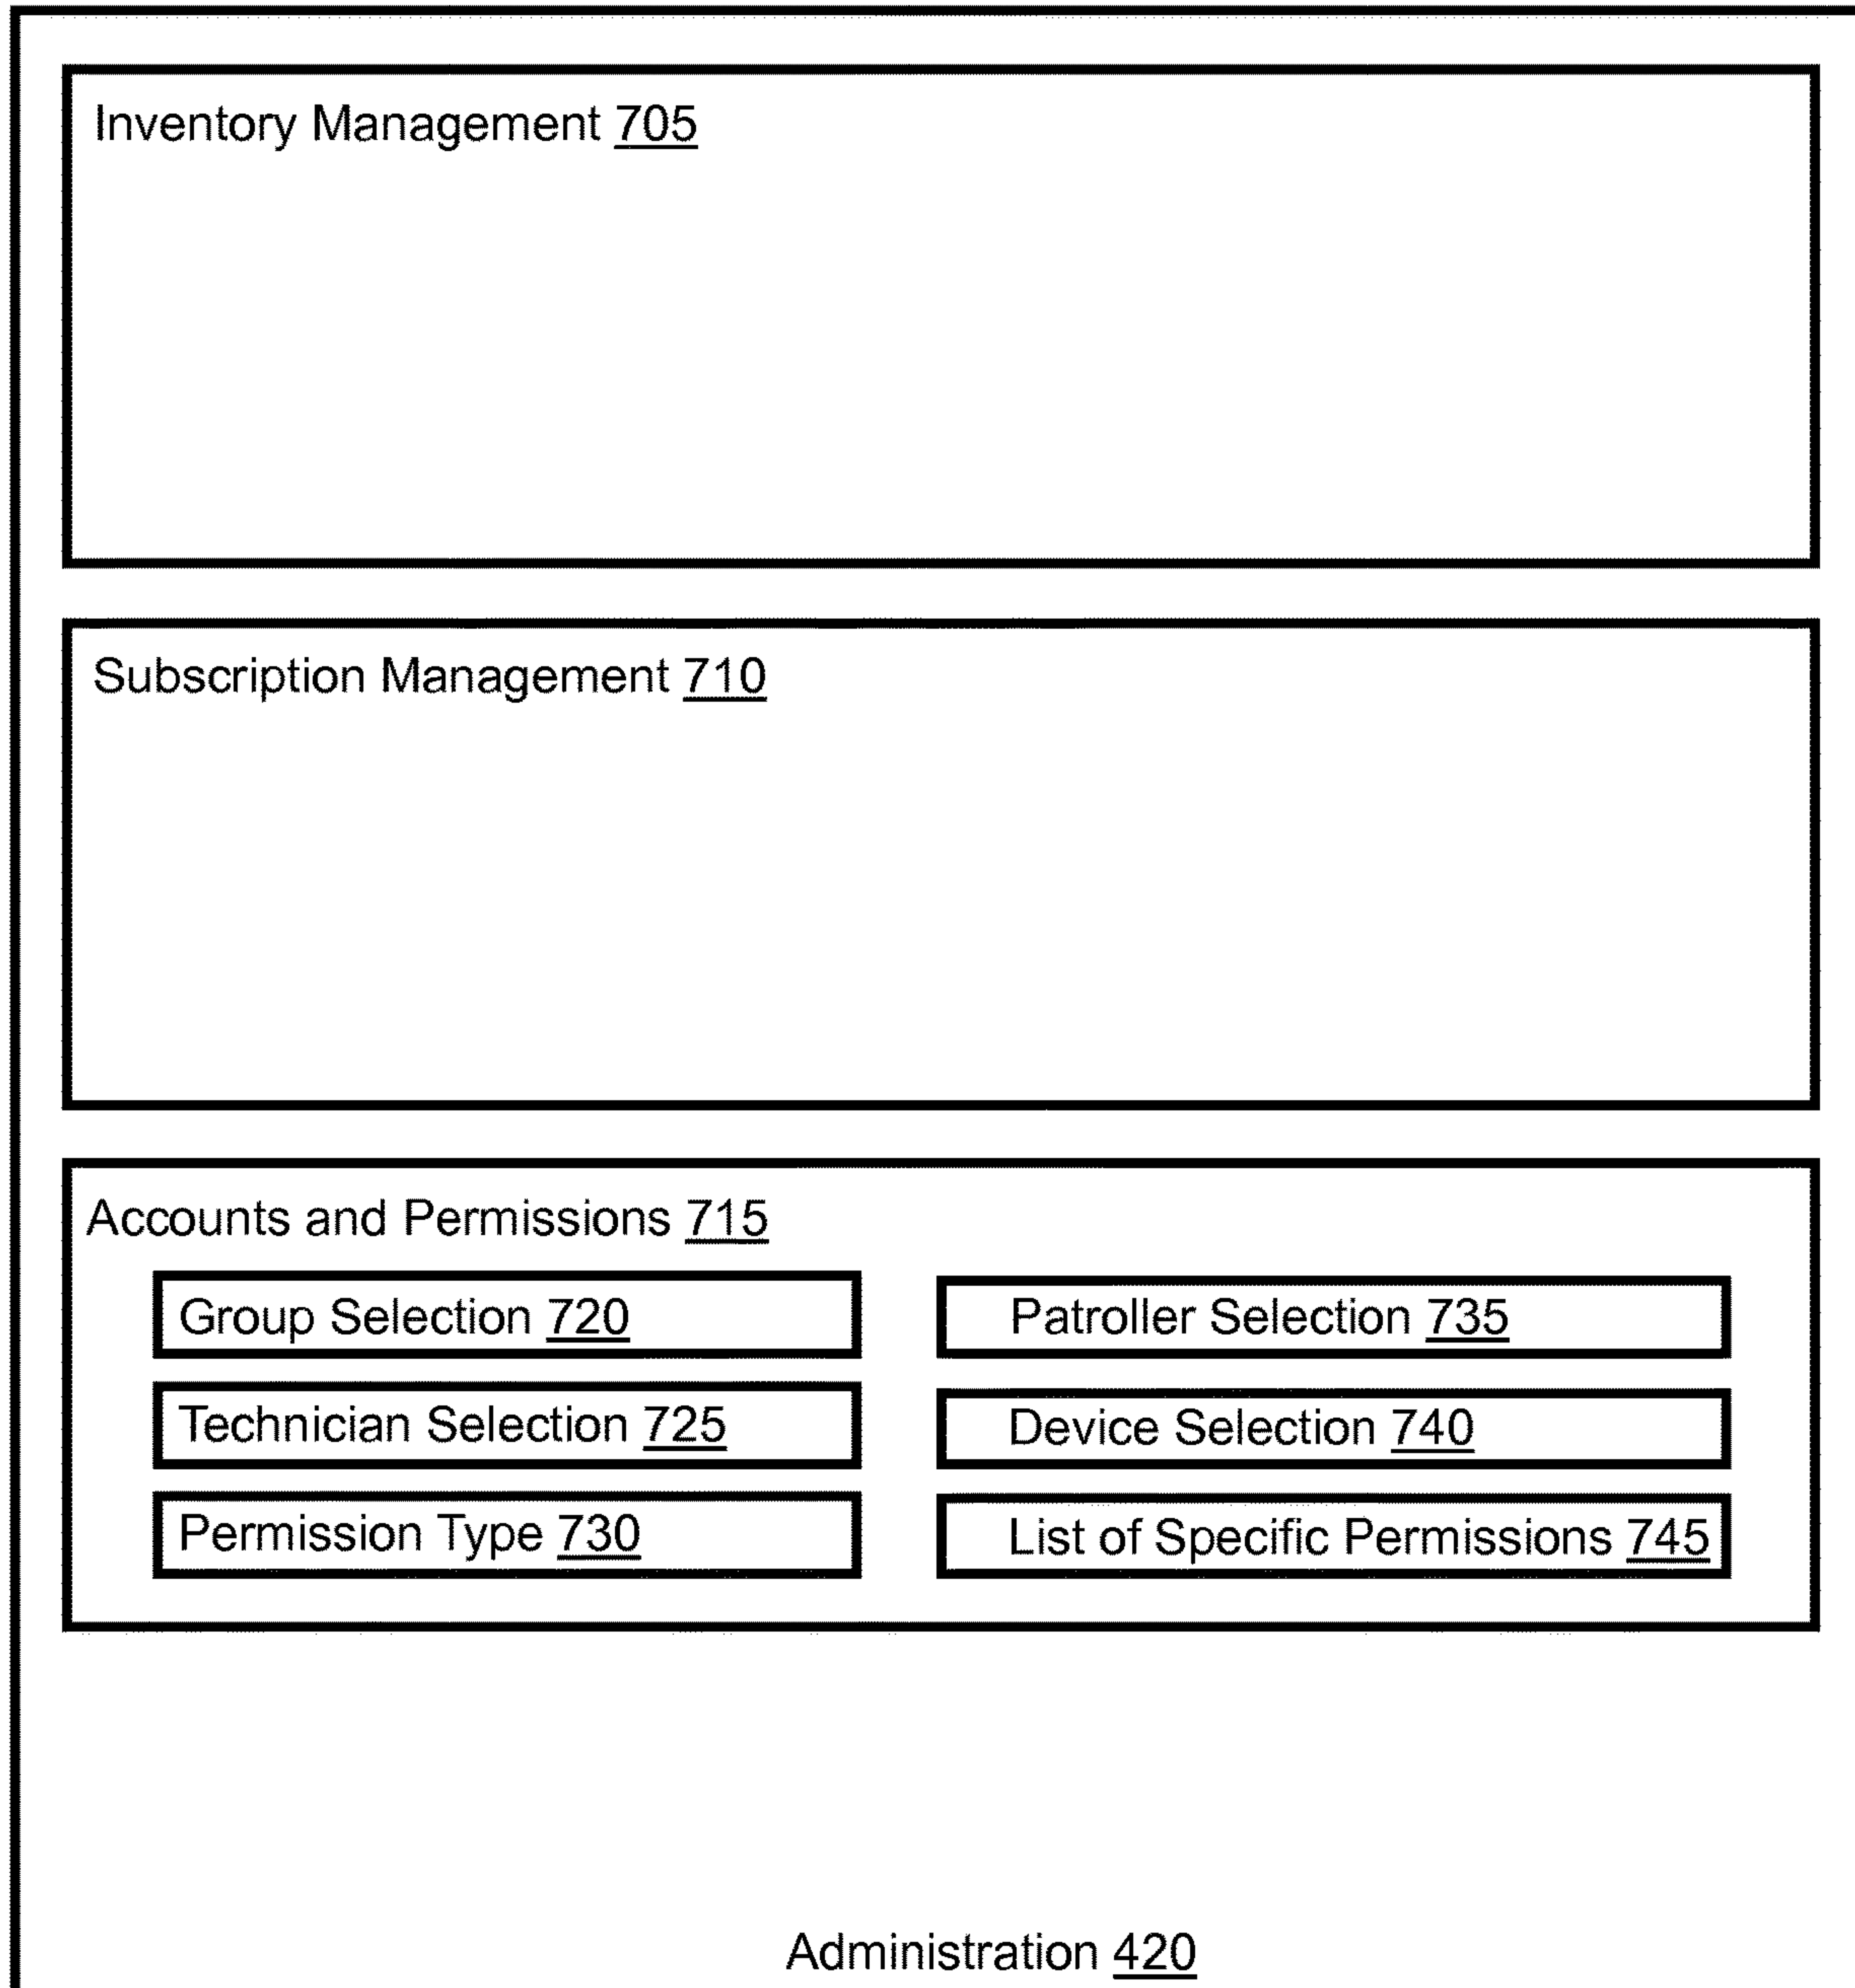 Inventory Management 705
Subscription Management 710
Accounts and Permissions 715
Group Selection 720
Patroller Selection 735
Technician Selection 725
Device Selection 740
Permission Type 730
List of Specific Permissions 745
Administration 420